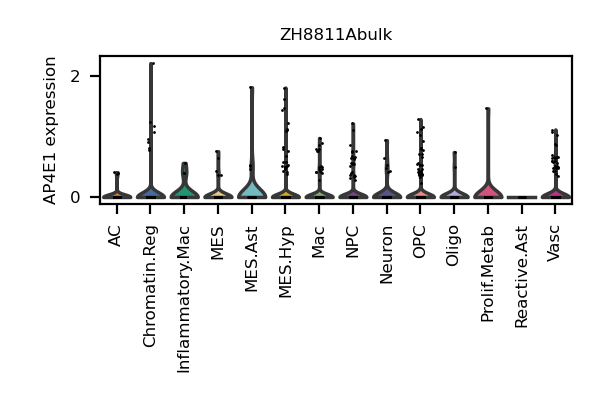 ZH8811Abulk
AP4E1 expression
2
0
AC
Chromatin.Reg
Inflammatory.Mac
MES
MES.Ast
MES.Hyp
Mac
NPC
Neuron
OPC
Oligo
Prolif.Metab
Reactive.Ast
Vasc